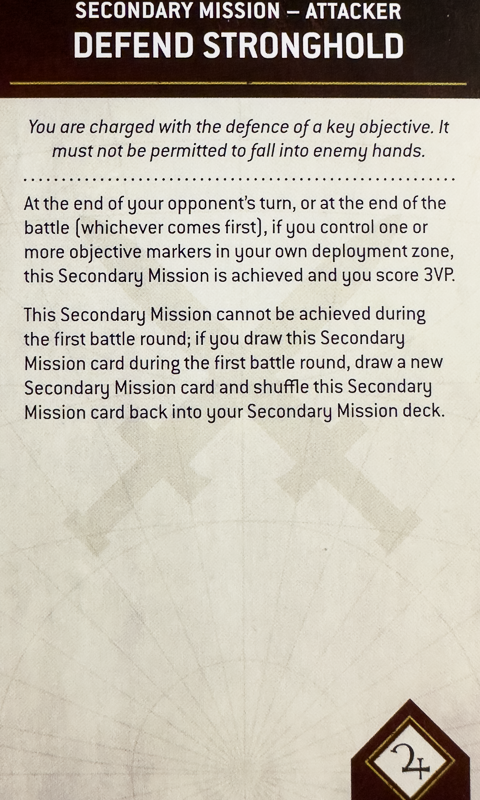 SECONDARY MISSION – ATTACKER
DEFEND STRONGHOLD
You are charged with the defence of a key objective. It
must not be permitted to fall into enemy hands.
At the end of your opponent's turn, or at the end of the
battle (whichever comes first), if you control one or
more objective markers in your own deployment zone,
this Secondary Mission is achieved and you score 3VP.
This Secondary Mission cannot be achieved during
the first battle round; if you draw this Secondary
Mission card during the first battle round, draw a new
Secondary Mission card and shuffle this Secondary
Mission card back into your Secondary Mission deck.